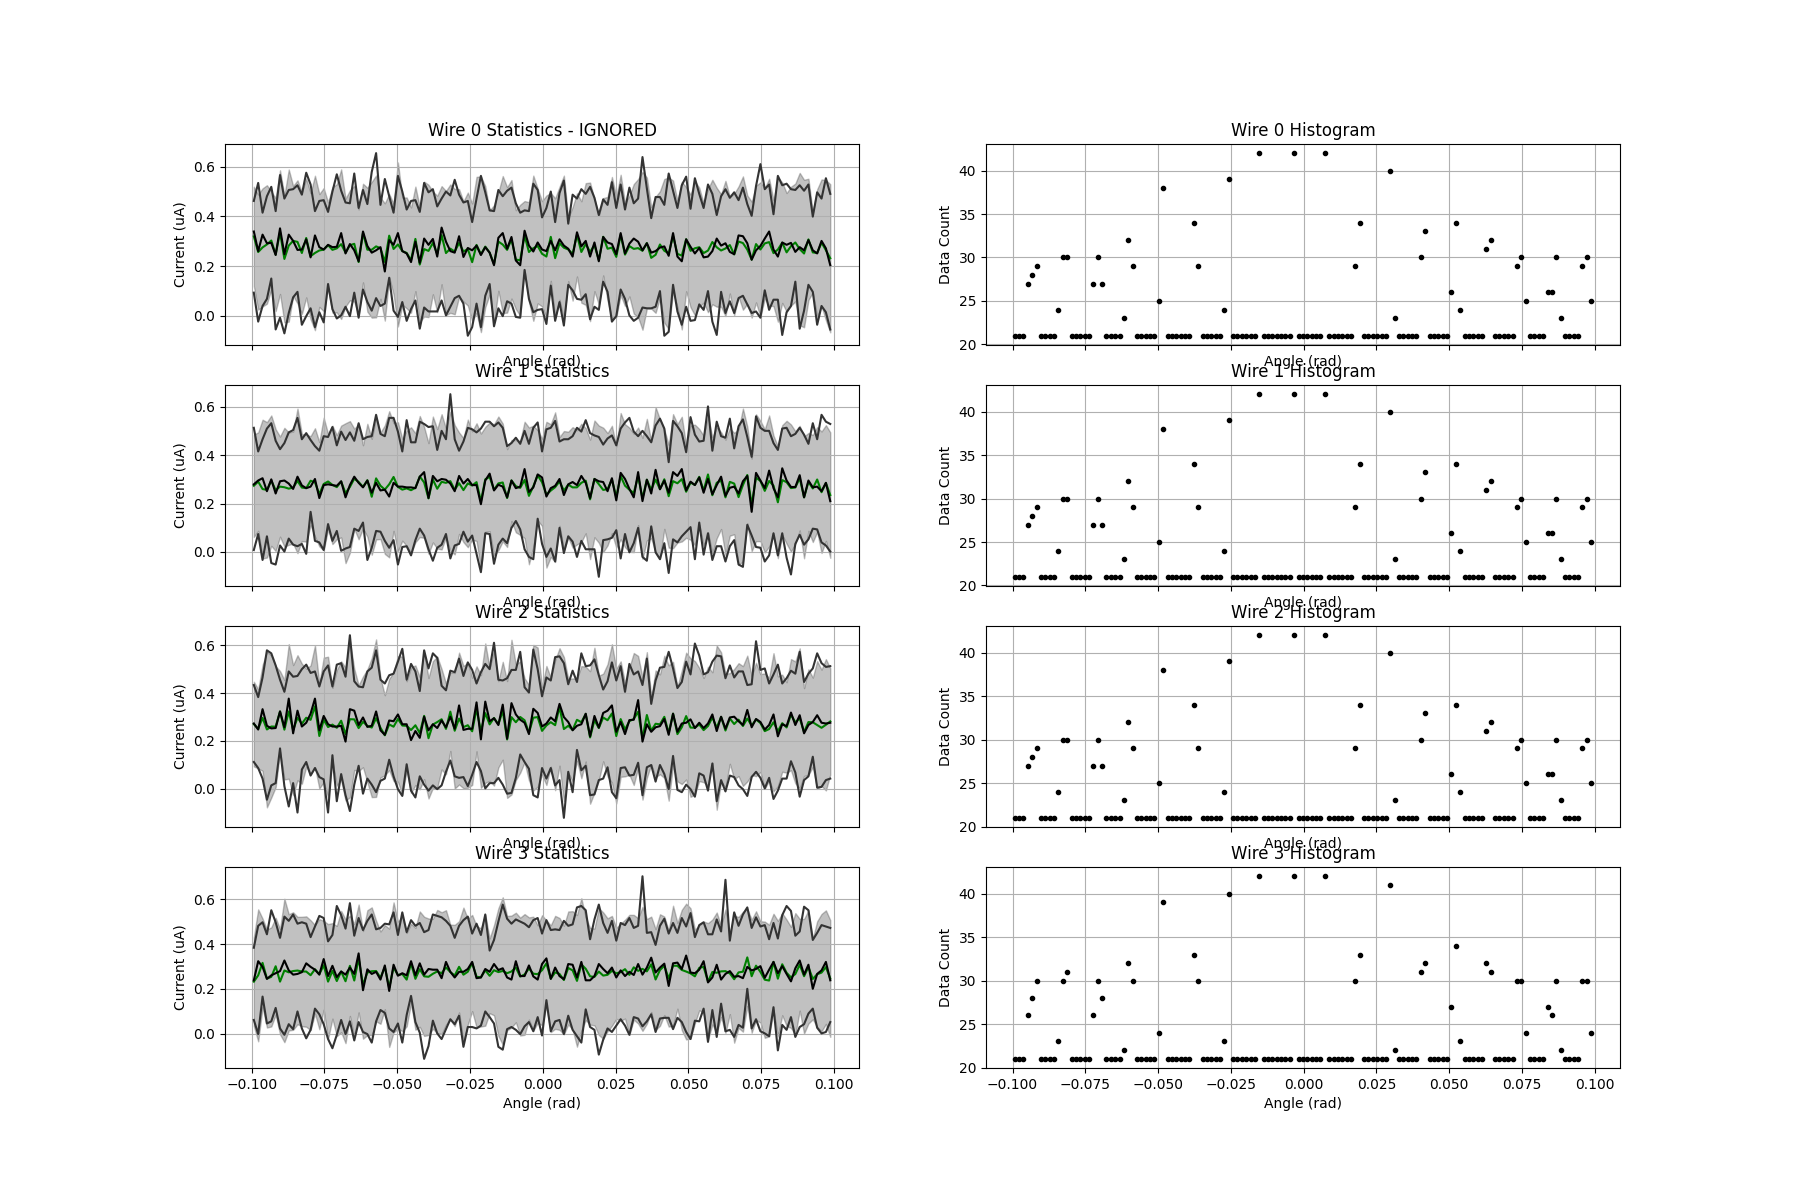 Wire 0 Statistics - IGNORED
Current (uA)
0.6
0.4
0.2
0.0
Angle (rad)
Wire 0 Histogram
Data Count
40
35
30
25
20
Angle (rad)
Wire 1 Statistics
Current (uA)
0.6
0.4
0.2
0.0
Angle (rad)
Wire 1 Histogram
Data Count
40
35
30
25
20
Angle (rad)
Wire 2 Statistics
Current (uA)
0.6
0.4
0.2
0.0
Angle (rad)
Wire 2 Histogram
Data Count
40
35
30
25
20
Angle (rad)
Wire 3 Statistics
Current (uA)
0.6
0.4
0.2
0.0
−0.100 −0.075 −0.050 −0.025 0.000 0.025 0.050 0.075 0.100
Angle (rad)
Wire 3 Histogram
Data Count
40
35
30
25
20
−0.100 −0.075 −0.050 −0.025 0.000 0.025 0.050 0.075 0.100
Angle (rad)